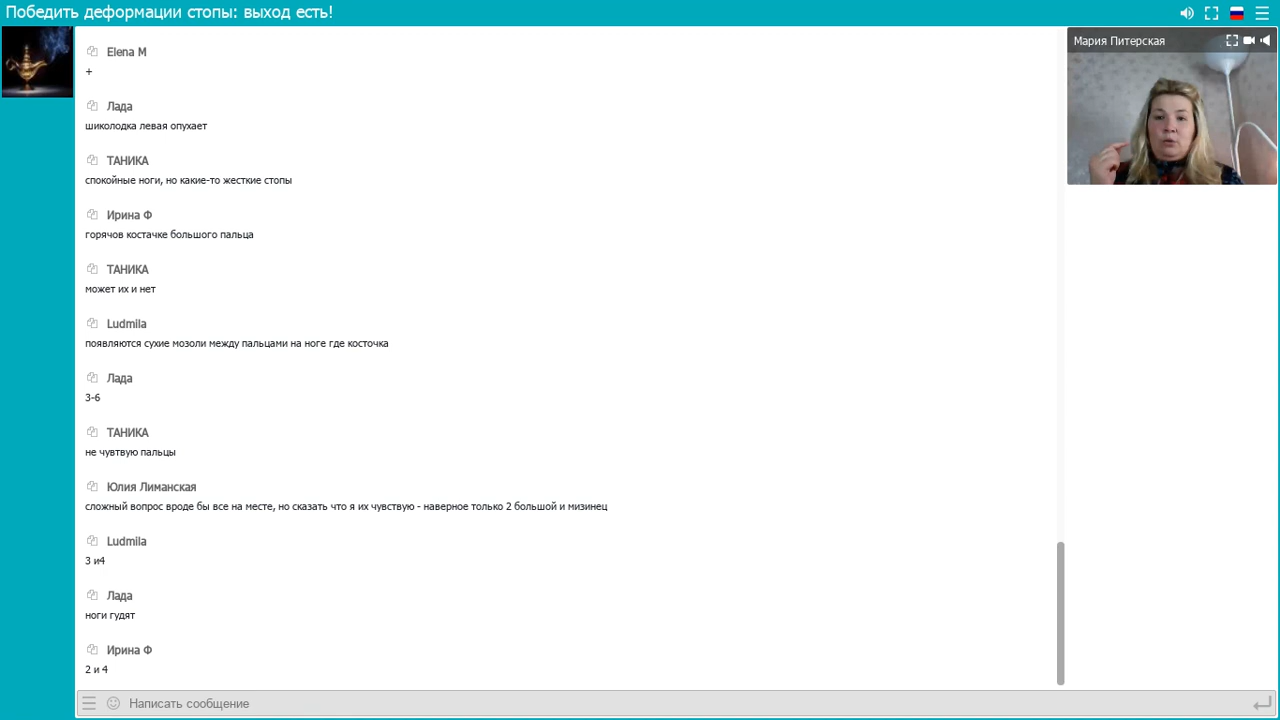 Победить деформации стопы: выход есть!
Elena M
+
Лада
шиколодка левая опухает
ТАНИКА
спокойные ноги, но какие-то жесткие стопы
Ирина Ф
горячов костачке большого пальца
ТАНИКА
может их и нет
Ludmila
появляются сухие мозоли между пальцами на ноге где косточка
Лада
3-6
ТАНИКА
не чувтвую пальцы
Юлия Лиманская
сложный вопрос вроде бы все на месте, но сказать что я их чувствую - наверное только 2 большой и мизинец
Ludmila
3 и4
Лада
ноги гудят
Ирина Ф
2 и 4
Написать сообщение
Мария Питерская